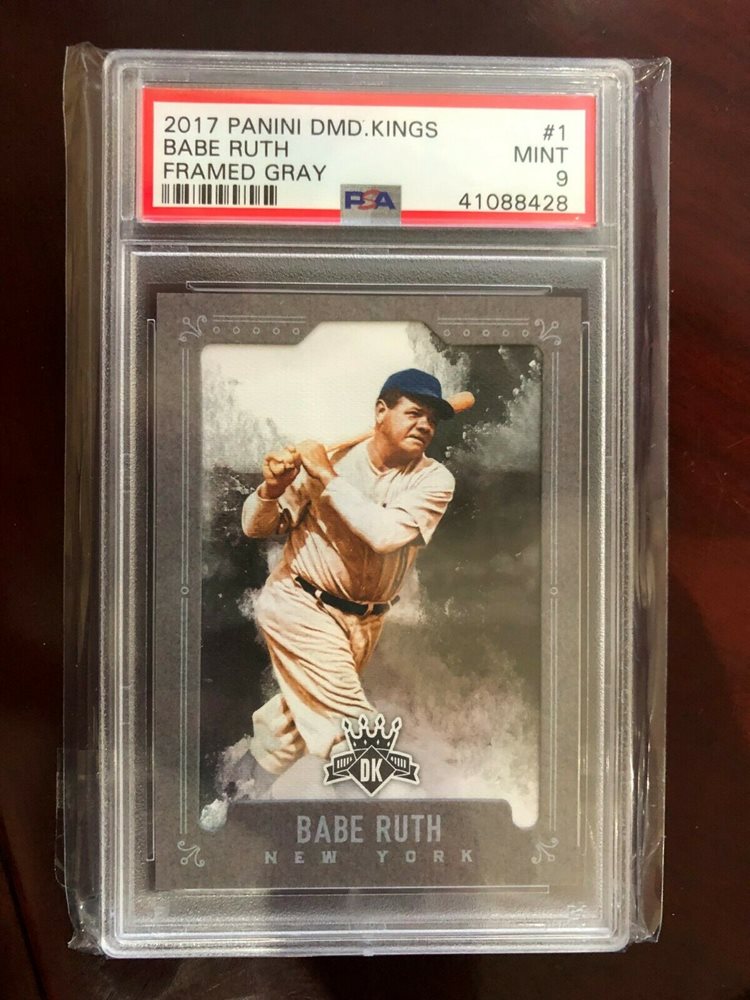 2017 PANINI DMD.KINGS #1
BABE RUTH MINT
FRAMED GRAY 9
PSA 41088428
DK
BABE RUTH
NEW YORK